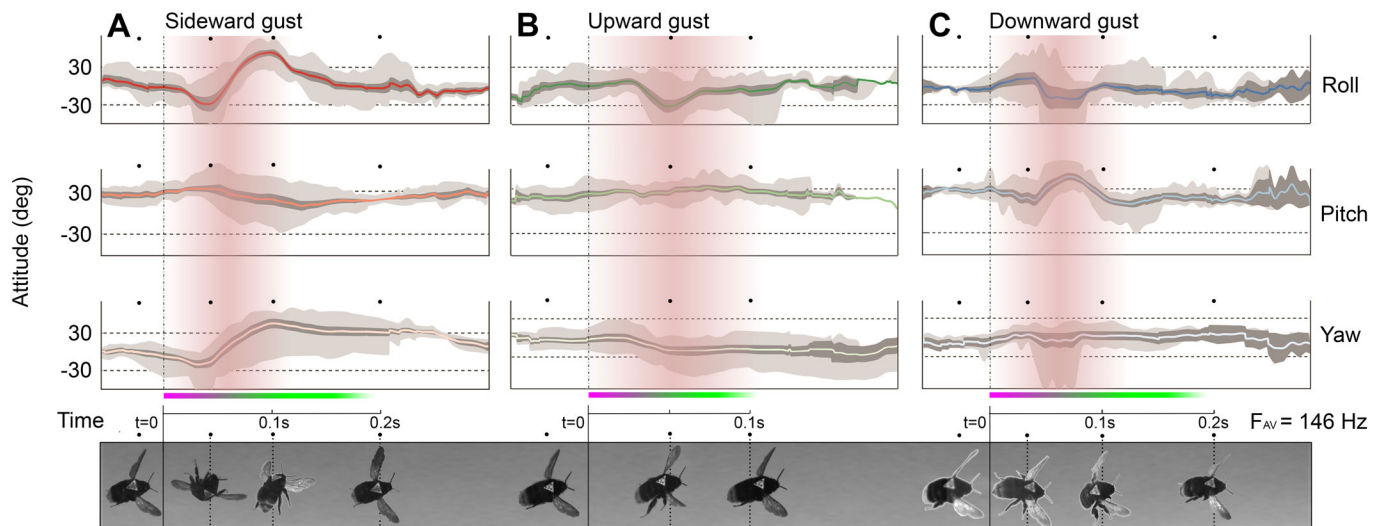 A Sideward gust B Upward gust C Downward gust
30
-30
Roll
30
-30
Pitch
30
-30
Yaw
Attitude (deg)
Time t=0 0.1s 0.2s t=0 0.1s t=0 0.1s 0.2s FAV = 146 Hz